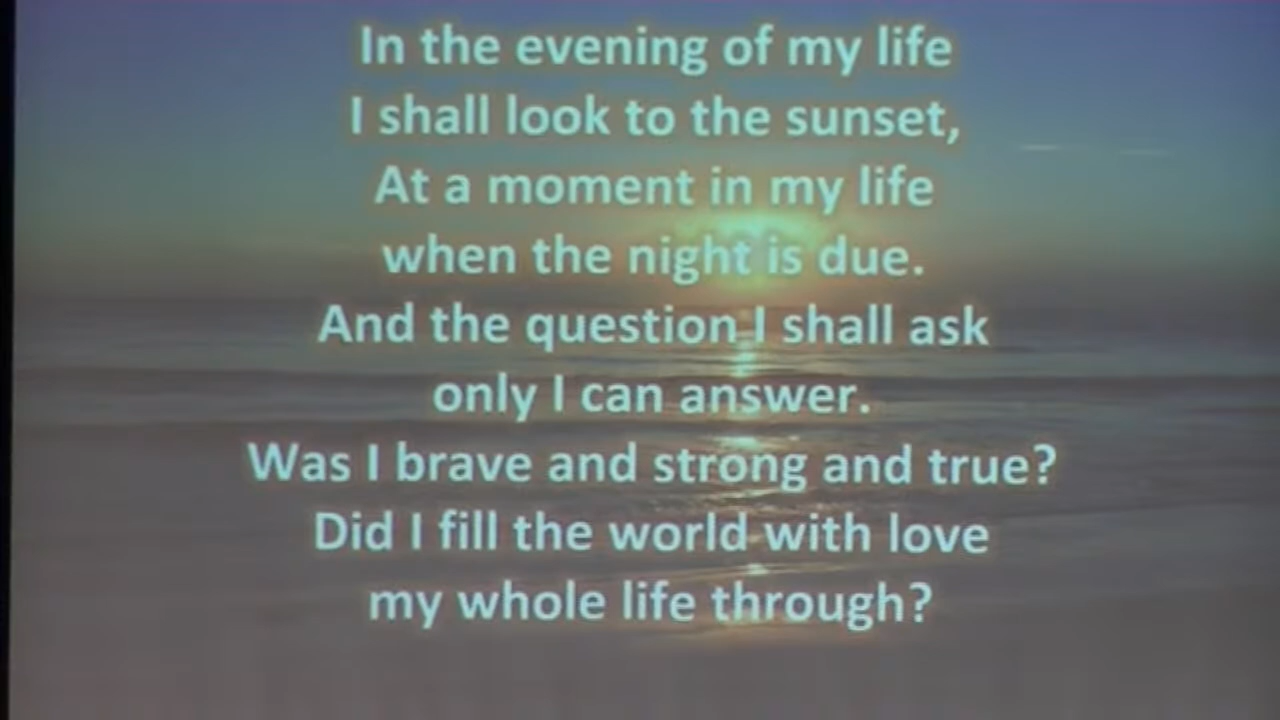 In the evening of my life
I shall look to the sunset,
At a moment in my life
when the night is due.
And the question I shall ask
only I can answer.
Was I brave and strong and true?
Did I fill the world with love
my whole life through?